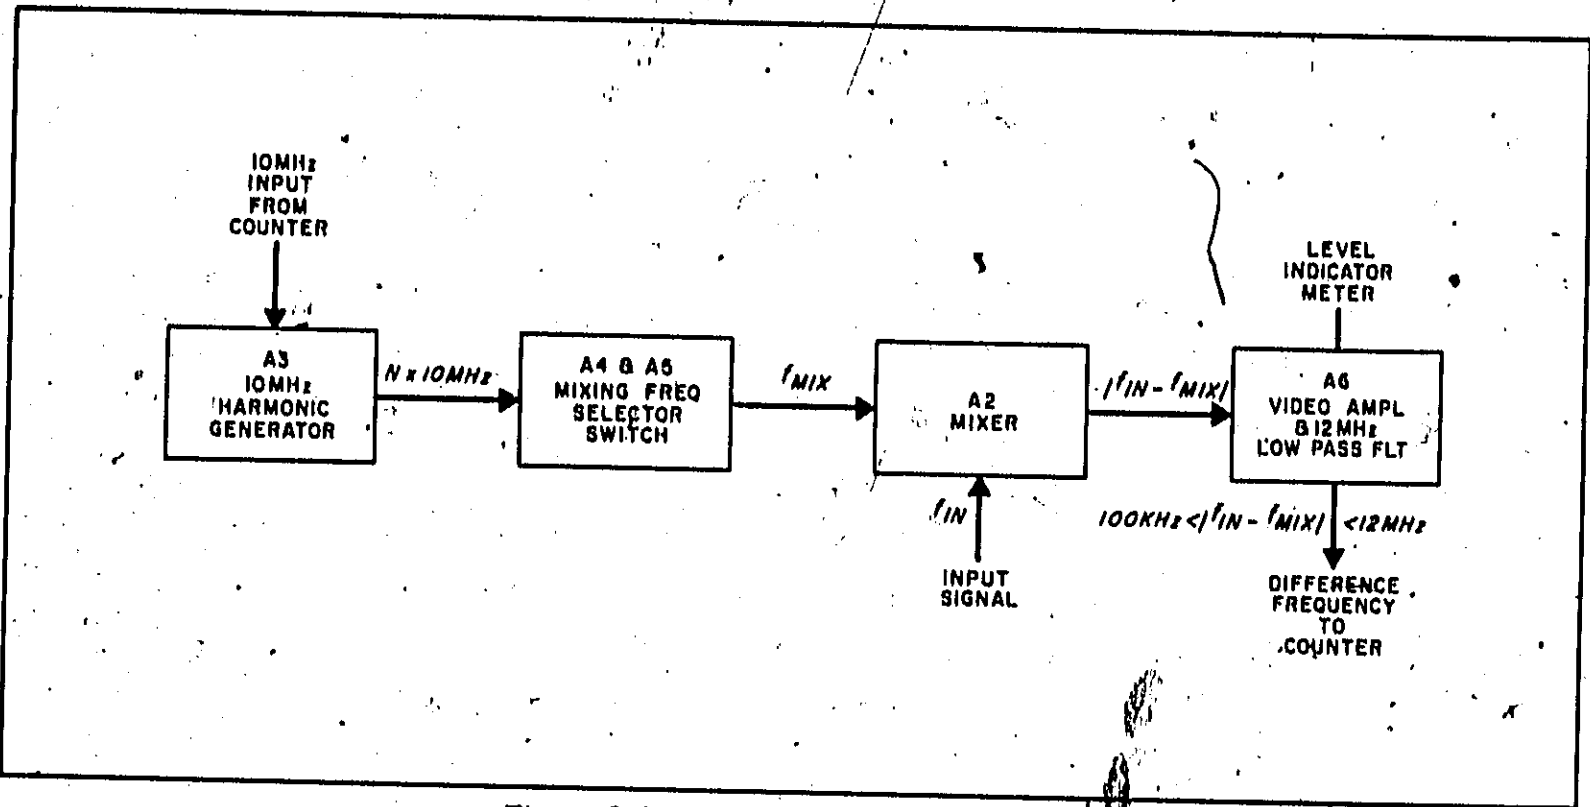 10MHz
INPUT
FROM
COUNTER
LEVEL
INDICATOR
METER
A3
10MHz
HARMONIC
GENERATOR
N x 10MHz
A4 & A5
MIXING FREQ
SELECTOR
SWITCH
fMIX
A2
MIXER
|fIN - fMIX|
A6
VIDEO AMPL
& 12MHz
LOW PASS FLT
fIN
INPUT
SIGNAL
100KHz < |fIN - fMIX| < 12MHz
DIFFERENCE
FREQUENCY
TO
COUNTER